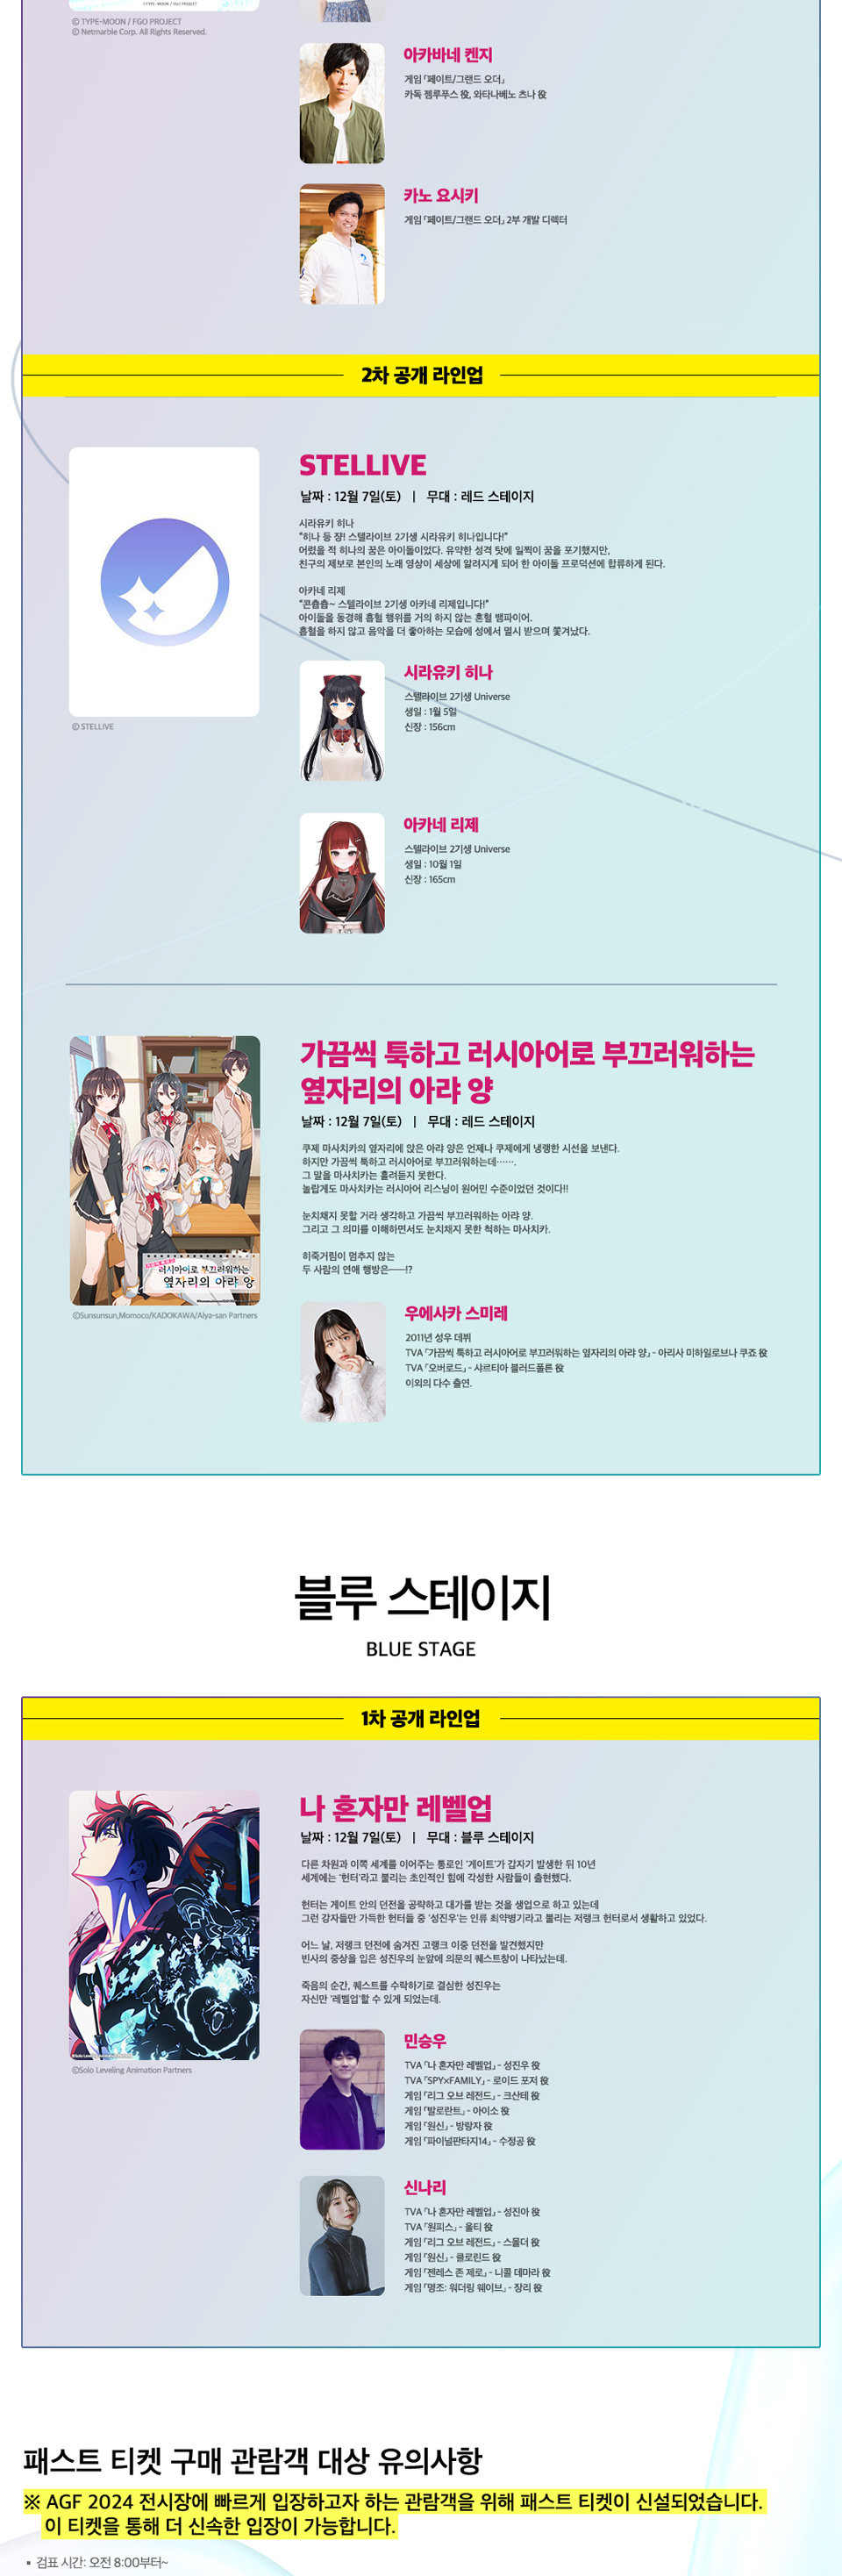 ©TYPE-MOON / FGO PROJECT
© TYPE-MOON / FGO PROJECT
© Netmarble Corp. All Rights Reserved.
아카바네 켄지
게임 「페이트/그랜드 오더」
카독 젬루푸스 役, 와타나베노 츠나 役
카노 요시키
게임 「페이트/그랜드 오더」 2부 개발 디렉터
2차 공개 라인업
STELLIVE
날짜 : 12월 7일(토) | 무대 : 레드 스테이지
시라유키 히나
"히나 등 쟝! 스텔라이브 2기생 시라유키 히나입니다!"
어렸을 적 히나의 꿈은 아이돌이었다. 유약한 성격 탓에 일찍이 꿈을 포기했지만,
친구의 제보로 본인의 노래 영상이 세상에 알려지게 되어 한 아이돌 프로덕션에 합류하게 된다.
아카네 리제
"콘츕츕~ 스텔라이브 2기생 아카네 리제입니다!"
아이돌을 동경해 흡혈 행위를 거의 하지 않는 혼혈 뱀파이어.
흡혈을 하지 않고 음악을 더 좋아하는 모습에 성에서 멸시 받으며 쫓겨났다.
© STELLIVE
시라유키 히나
스텔라이브 2기생 Universe
생일 : 1월 5일
신장 : 156cm
아카네 리제
스텔라이브 2기생 Universe
생일 : 10월 1일
신장 : 165cm
가끔씩 툭하고 러시아어로 부끄러워하는
옆자리의 아랴 양
날짜 : 12월 7일(토) | 무대 : 레드 스테이지
쿠제 마사치카의 옆자리에 앉은 아랴 양은 언제나 쿠제에게 냉랭한 시선을 보낸다.
하지만 가끔씩 툭하고 러시아어로 부끄러워하는데…….
그 말을 마사치카는 흘려듣지 못한다.
놀랍게도 마사치카는 러시아어 리스닝이 원어민 수준이었던 것이다!!
눈치채지 못할 거라 생각하고 가끔씩 부끄러워하는 아랴 양.
그리고 그 의미를 이해하면서도 눈치채지 못한 척하는 마사치카.
히죽거림이 멈추지 않는
두 사람의 연애 행방은──!?
러시아어로 부끄러워하는
옆자리의 아랴 양
©Sunsunsun,Momoco/KADOKAWA/Alya-san Partners
우에사카 스미레
2011년 성우 데뷔
TVA 「가끔씩 툭하고 러시아어로 부끄러워하는 옆자리의 아랴 양」 - 아리사 미하일로브나 쿠죠 役
TVA 「오버로드」 - 샤르티아 블러드폴른 役
이외의 다수 출연.
블루 스테이지
BLUE STAGE
1차 공개 라인업
나 혼자만 레벨업
날짜 : 12월 7일(토) | 무대 : 블루 스테이지
다른 차원과 이쪽 세계를 이어주는 통로인 '게이트'가 갑자기 발생한 뒤 10년
세계에는 '헌터'라고 불리는 초인적인 힘에 각성한 사람들이 출현했다.
헌터는 게이트 안의 던전을 공략하고 대가를 받는 것을 생업으로 하고 있는데
그런 강자들만 가득한 헌터들 중 '성진우'는 인류 최약병기라고 불리는 저랭크 헌터로서 생활하고 있었다.
어느 날, 저랭크 던전에 숨겨진 고랭크 이중 던전을 발견했지만
빈사의 중상을 입은 성진우의 눈앞에 의문의 퀘스트창이 나타났는데.
죽음의 순간, 퀘스트를 수락하기로 결심한 성진우는
자신만 '레벨업'할 수 있게 되었는데.
©Solo Leveling Animation Partners
©Solo Leveling Animation Partners
민승우
TVA 「나 혼자만 레벨업」 - 성진우 役
TVA 「SPY×FAMILY」 - 로이드 포저 役
게임 「리그 오브 레전드」 - 크산테 役
게임 「발로란트」 - 아이소 役
게임 「원신」 - 방랑자 役
게임 「파이널판타지14」 - 수정공 役
신나리
TVA 「나 혼자만 레벨업」 - 성진아 役
TVA 「원피스」 - 울티 役
게임 「리그 오브 레전드」 - 스몰더 役
게임 「원신」 - 클로린드 役
게임 「젠레스 존 제로」 - 니콜 데마라 役
게임 「명조: 워더링 웨이브」 - 장리 役
패스트 티켓 구매 관람객 대상 유의사항
※ AGF 2024 전시장에 빠르게 입장하고자 하는 관람객을 위해 패스트 티켓이 신설되었습니다.
이 티켓을 통해 더 신속한 입장이 가능합니다.
▪ 검표 시간: 오전 8:00부터~